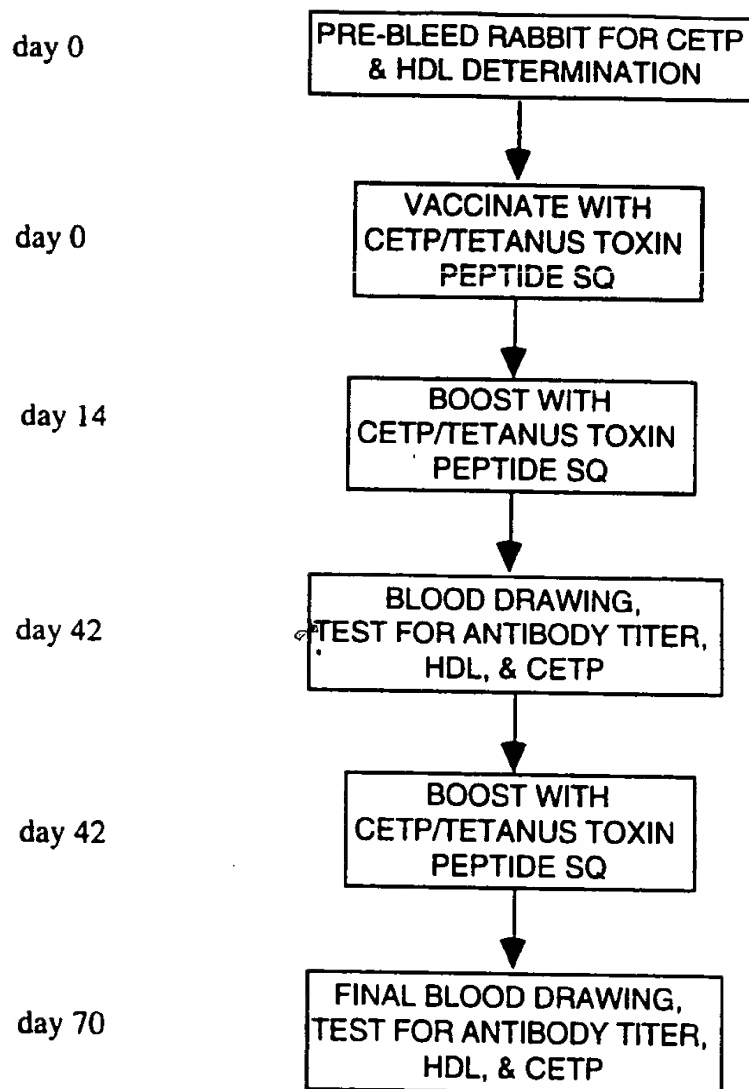 day 0
PRE-BLEED RABBIT FOR CETP
& HDL DETERMINATION
day 0
VACCINATE WITH
CETP/TETANUS TOXIN
PEPTIDE SQ
day 14
BOOST WITH
CETP/TETANUS TOXIN
PEPTIDE SQ
day 42
BLOOD DRAWING,
TEST FOR ANTIBODY TITER,
HDL, & CETP
day 42
BOOST WITH
CETP/TETANUS TOXIN
PEPTIDE SQ
day 70
FINAL BLOOD DRAWING,
TEST FOR ANTIBODY TITER,
HDL, & CETP